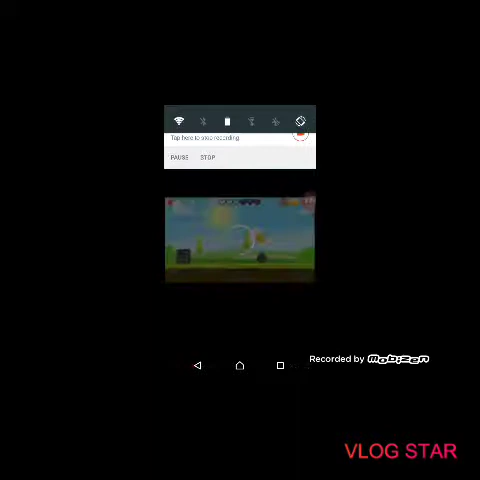 Tap here to stop recording
PAUSE STOP
Recorded by mobizen
VLOG STAR